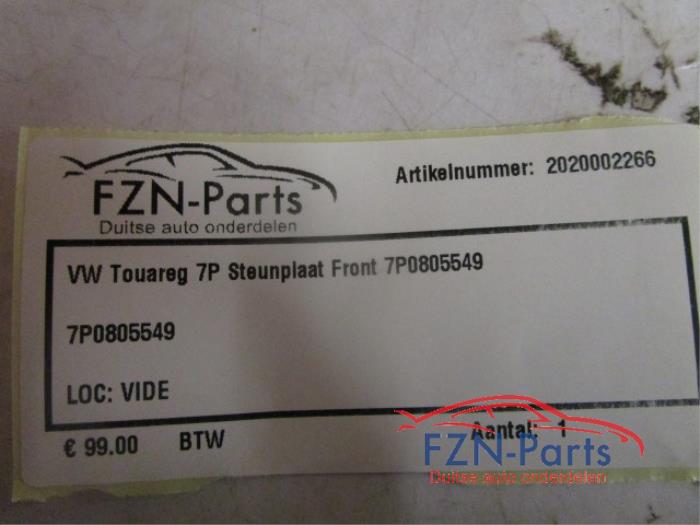 FZN-Parts
Duitse auto onderdelen
Artikelnummer: 2020002266
VW Touareg 7P Steunplaat Front 7P0805549
7P0805549
LOC: VIDE
€ 99.00 BTW
Aantal: 1
FZN-Parts
Duitse auto onderdelen